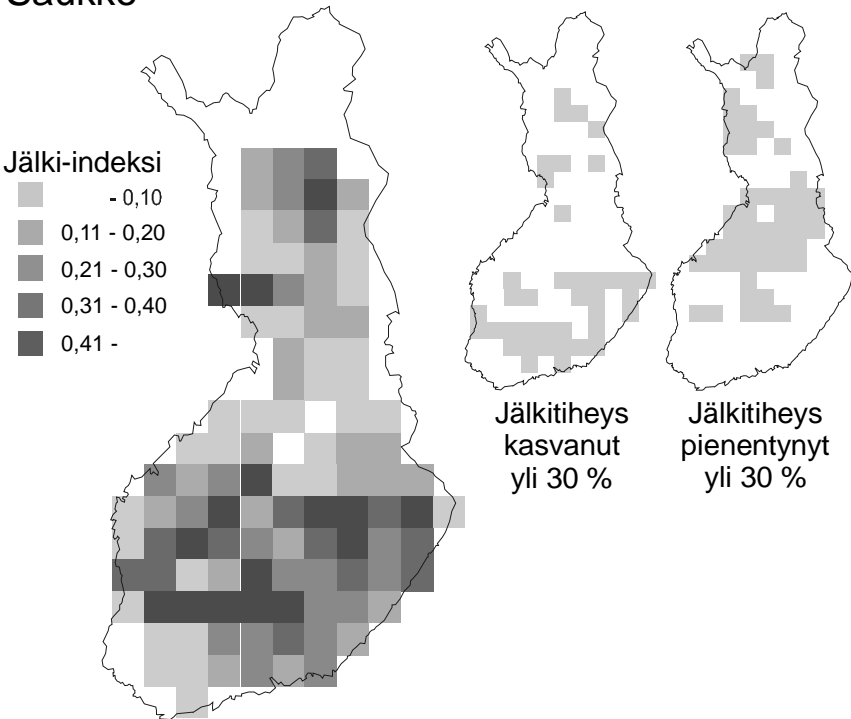 Saukko
Jälki-indeksi
- 0,10
0,11 - 0,20
0,21 - 0,30
0,31 - 0,40
0,41 -
Jälkitiheys
kasvanut
yli 30 %
Jälkitiheys
pienentynyt
yli 30 %